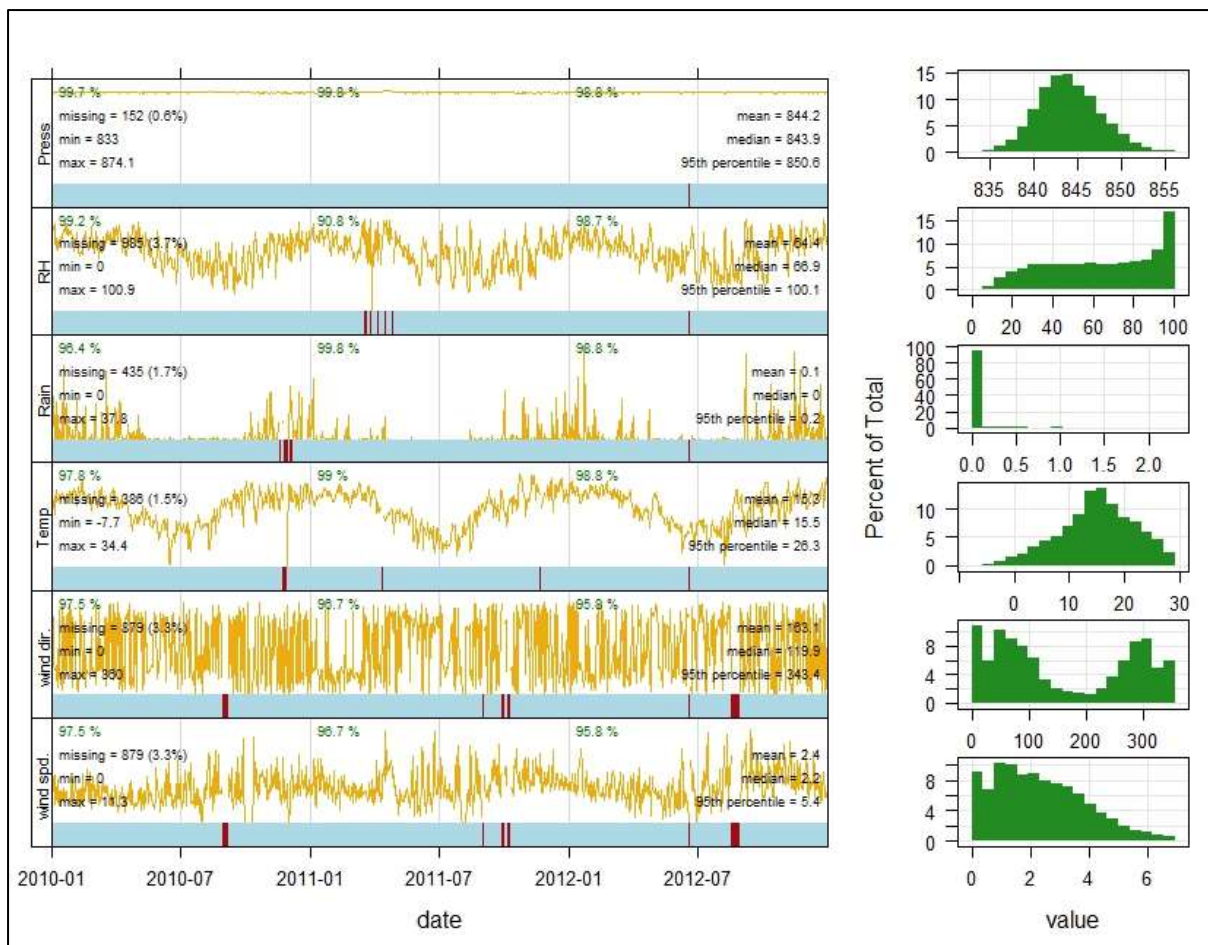 Press
99.7 % 99.8 % 98.8 %
missing = 152 (0.6%) mean = 844.2
min = 833 median = 843.9
max = 874.1 95th percentile = 850.6
RH
99.2 % 90.8 % 98.7 %
missing = 985 (3.7%) mean = 64.4
min = 0 median = 66.9
max = 100.9 95th percentile = 100.1
Rain
96.4 % 99.8 % 98.8 %
missing = 435 (1.7%) mean = 0.1
min = 0 median = 0
max = 37.8 95th percentile = 0.2
Temp
97.8 % 99 % 98.8 %
missing = 386 (1.5%) mean = 15.3
min = -7.7 median = 15.5
max = 34.4 95th percentile = 26.3
wind dir.
97.5 % 96.7 % 95.8 %
missing = 879 (3.3%) mean = 163.1
min = 0 median = 119.9
max = 360 95th percentile = 343.4
wind spd.
97.5 % 96.7 % 95.8 %
missing = 879 (3.3%) mean = 2.4
min = 0 median = 2.2
max = 11.3 95th percentile = 5.4
2010-01 2010-07 2011-01 2011-07 2012-01 2012-07
date
Percent of Total
15
10
5
0
835 840 845 850 855
15
10
5
0
0 20 40 60 80 100
100
80
60
40
20
0
0.0 0.5 1.0 1.5 2.0
10
5
0
0 10 20 30
8
4
0
0 100 200 300
8
4
0
0 2 4 6
value